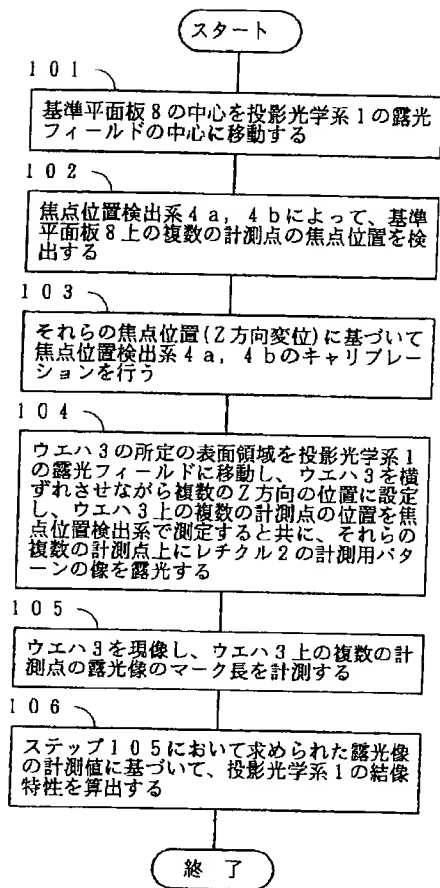 スタート
101
基準平面板8の中心を投影光学系1の露光
フィールドの中心に移動する
102
焦点位置検出系4a,4bによって、基準
平面板8上の複数の計測点の焦点位置を検
出する
103
それらの焦点位置(Z方向変位)に基づいて
焦点位置検出系4a,4bのキャリブレー
ションを行う
104
ウエハ3の所定の表面領域を投影光学系1
の露光フィールドに移動し、ウエハ3を横
ずれさせながら複数のZ方向の位置に設定
し、ウエハ3上の複数の計測点の位置を焦
点位置検出系で測定すると共に、それらの
複数の計測点上にレチクル2の計測用パタ
ーンの像を露光する
105
ウエハ3を現像し、ウエハ3上の複数の計
測点の露光像のマーク長を計測する
106
ステップ105において求められた露光像
の計測値に基づいて、投影光学系1の結像
特性を算出する
終了